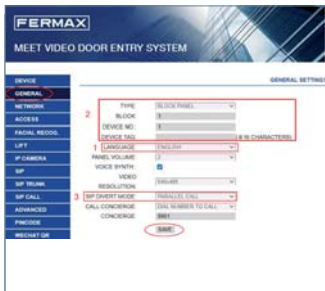 FERMAX
MEET VIDEO DOOR ENTRY SYSTEM
DEVICE
GENERAL SETTINGS
GENERAL
NETWORK
ACCESS
FACIAL RECOG.
LIFT
IP CAMERA
SIP
SIP TRUNK
SIP CALL
ADVANCED
PINCODE
WECHAT QR
2
TYPE BLOCK PANEL
BLOCK 1
DEVICE NO. 1
DEVICE TAG (16 CHARACTERS)
1 LANGUAGE ENGLISH
PANEL VOLUME 3
VOICE SYNTH.
VIDEO
RESOLUTION 640x480
3 SIP DIVERT MODE PARALLEL CALL
CALL CONCIERGE DIAL NUMBER TO CALL
CONCIERGE 9901
SAVE